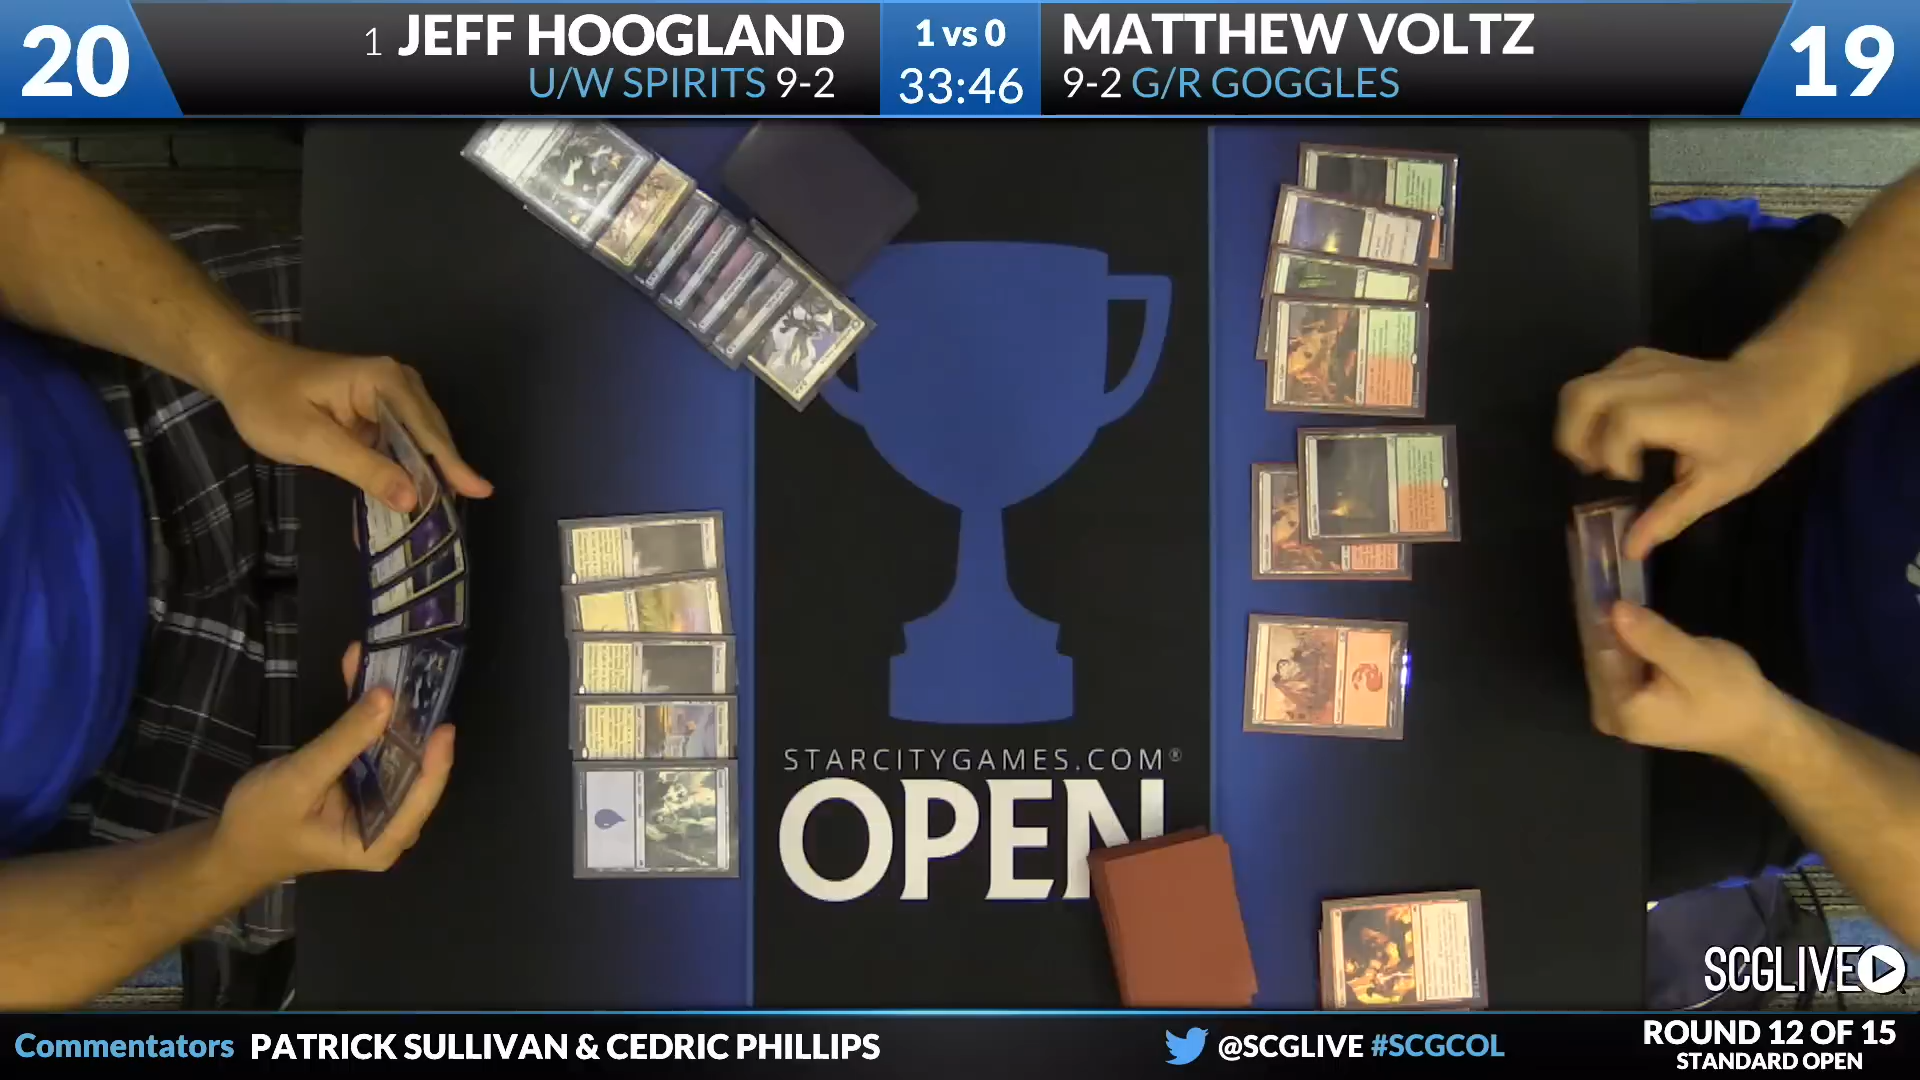 20
1 JEFF HOOGLAND
U/W SPIRITS 9-2
1 vs 0
33:46
MATTHEW VOLTZ
9-2 G/R GOGGLES
19
STARCITYGAMES.COM®
OPEN
SCGLIVE
Commentators PATRICK SULLIVAN & CEDRIC PHILLIPS
@SCGLIVE #SCGCOL
ROUND 12 OF 15
STANDARD OPEN